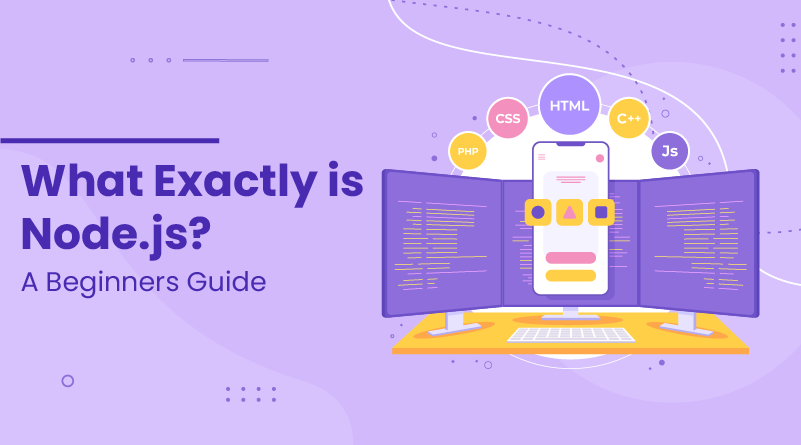 What Exactly is
Node.js?
A Beginners Guide
PHP
CSS
HTML
C++
Js